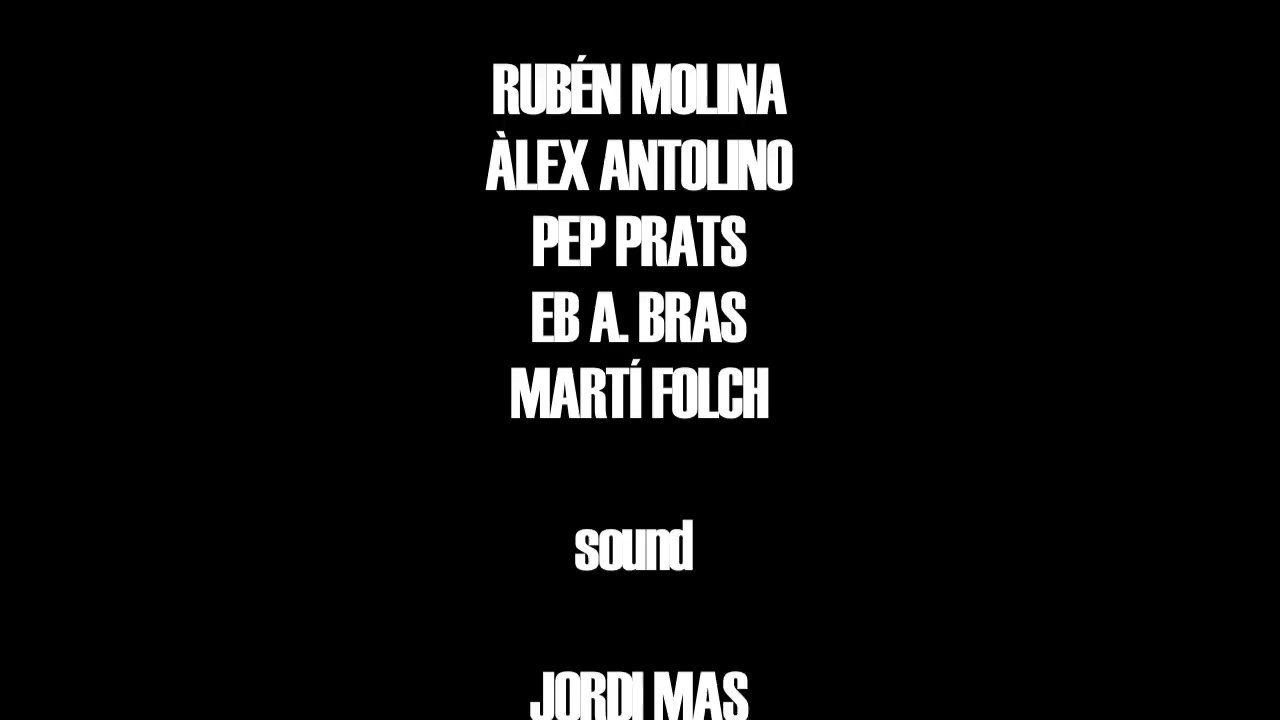 RUBÉN MOLINA
ÀLEX ANTOLINO
PEP PRATS
EB A. BRAS
MARTÍ FOLCH
sound
JORDI MAS